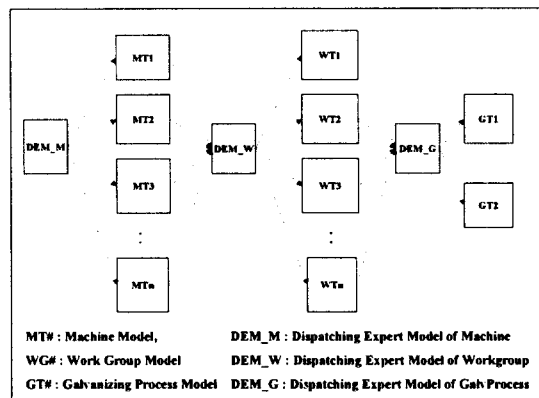 MT1
WT1
MT2
WT2
GT1
DEM_M
DEM_W
DEM_G
MT3
WT3
GT2
MTn
WTn
MT# : Machine Model, DEM_M : Dispatching Expert Model of Machine
WG# : Work Group Model DEM_W : Dispatching Expert Model of Workgroup
GT# : Galvanizing Process Model DEM_G : Dispatching Expert Model of Galv Process